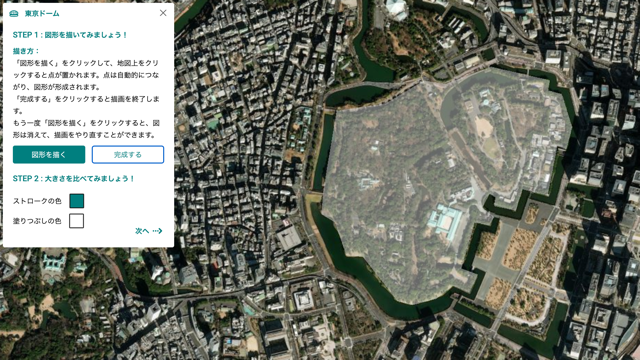 東京ドーム
STEP 1 : 図形を描いてみましょう！
描き方：
「図形を描く」をクリックして、地図上をクリ
ックすると点が置かれます。点は自動的につな
がり、図形が形成されます。
「完成する」をクリックすると描画を終了しま
す。
もう一度「図形を描く」をクリックすると、図
形は消えて、描画をやり直すことができます。
図形を描く 完成する
STEP 2 : 大きさを比べてみましょう！
ストロークの色
塗りつぶしの色
次へ